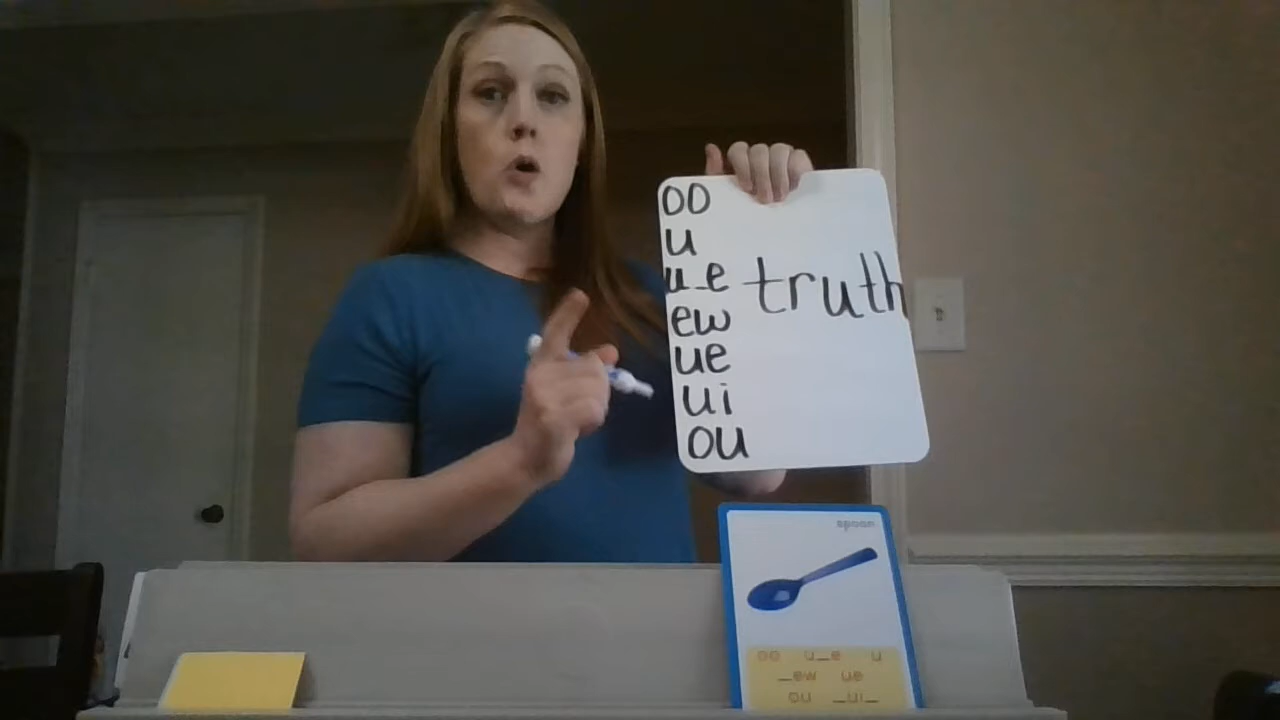 oo
u
u_e truth
ew
ue
ui
ou
spoon
oo u_e u
_ew ue
ou _ui_